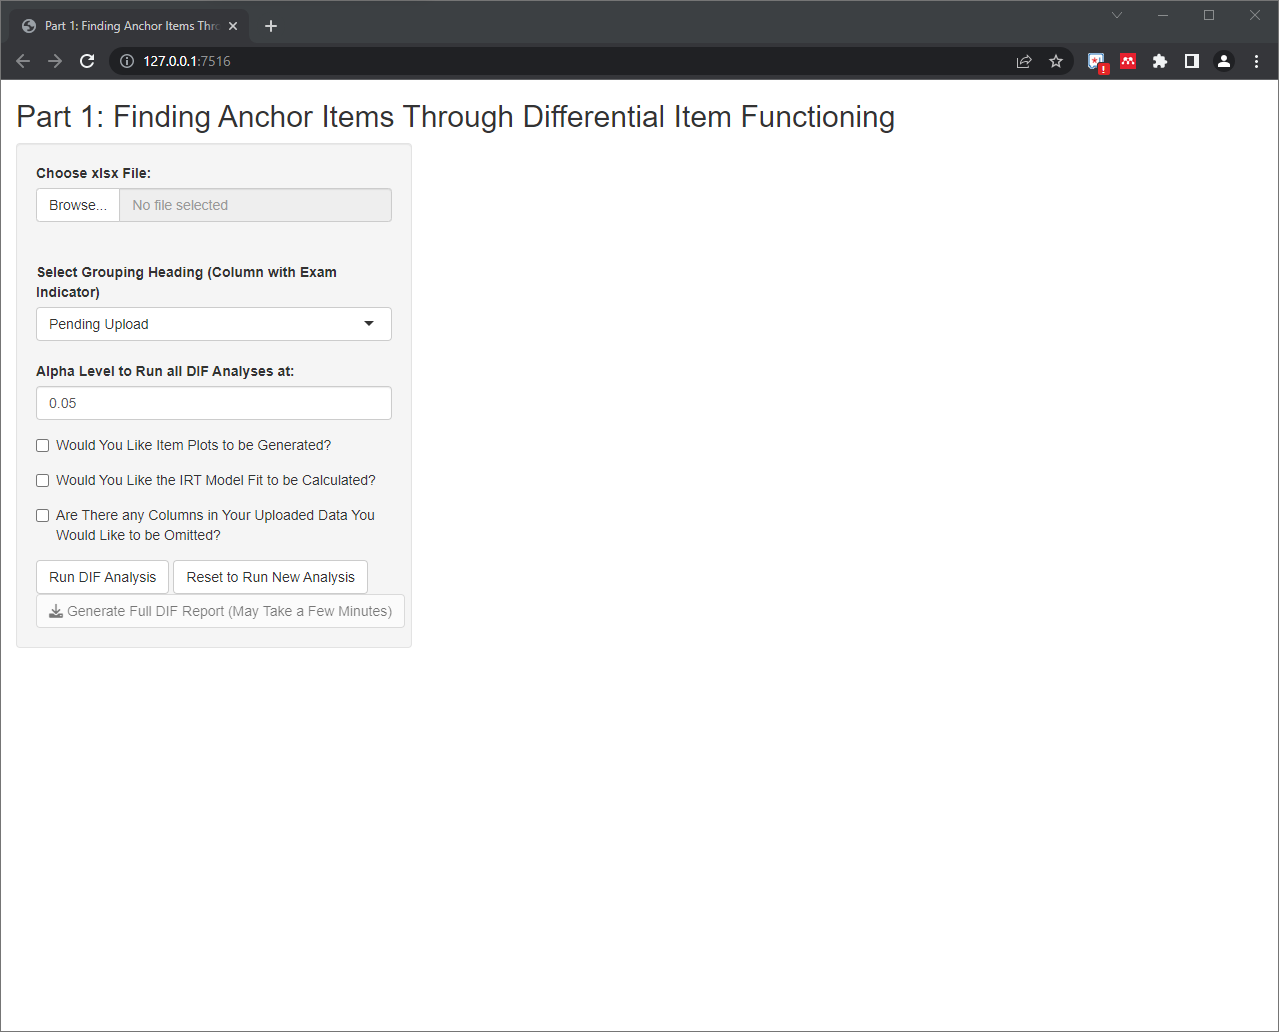 Part 1: Finding Anchor Items Thr
127.0.0.1:7516
Part 1: Finding Anchor Items Through Differential Item Functioning
Choose xlsx File:
Browse... No file selected
Select Grouping Heading (Column with Exam
Indicator)
Pending Upload
Alpha Level to Run all DIF Analyses at:
0.05
Would You Like Item Plots to be Generated?
Would You Like the IRT Model Fit to be Calculated?
Are There any Columns in Your Uploaded Data You
Would Like to be Omitted?
Run DIF Analysis Reset to Run New Analysis
Generate Full DIF Report (May Take a Few Minutes)